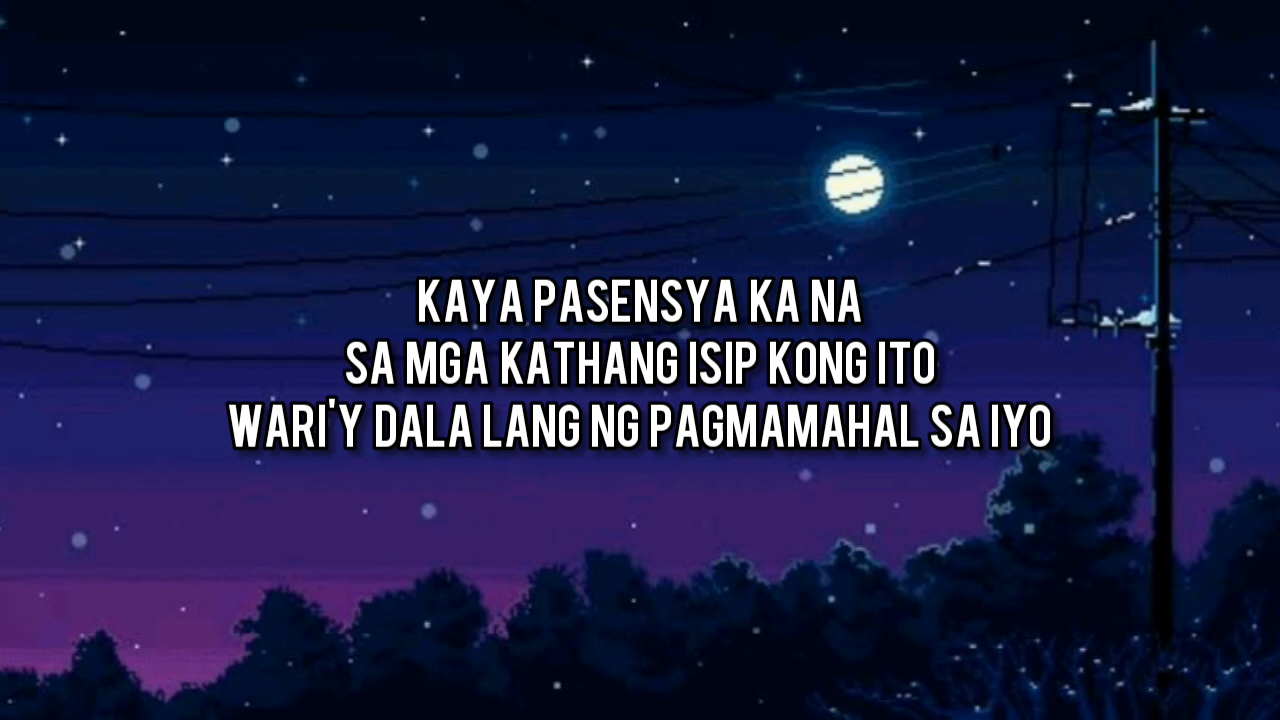 KAYA PASENSYA KA NA
SA MGA KATHANG ISIP KONG ITO
WARI'Y DALA LANG NG PAGMAMAHAL SA IYO